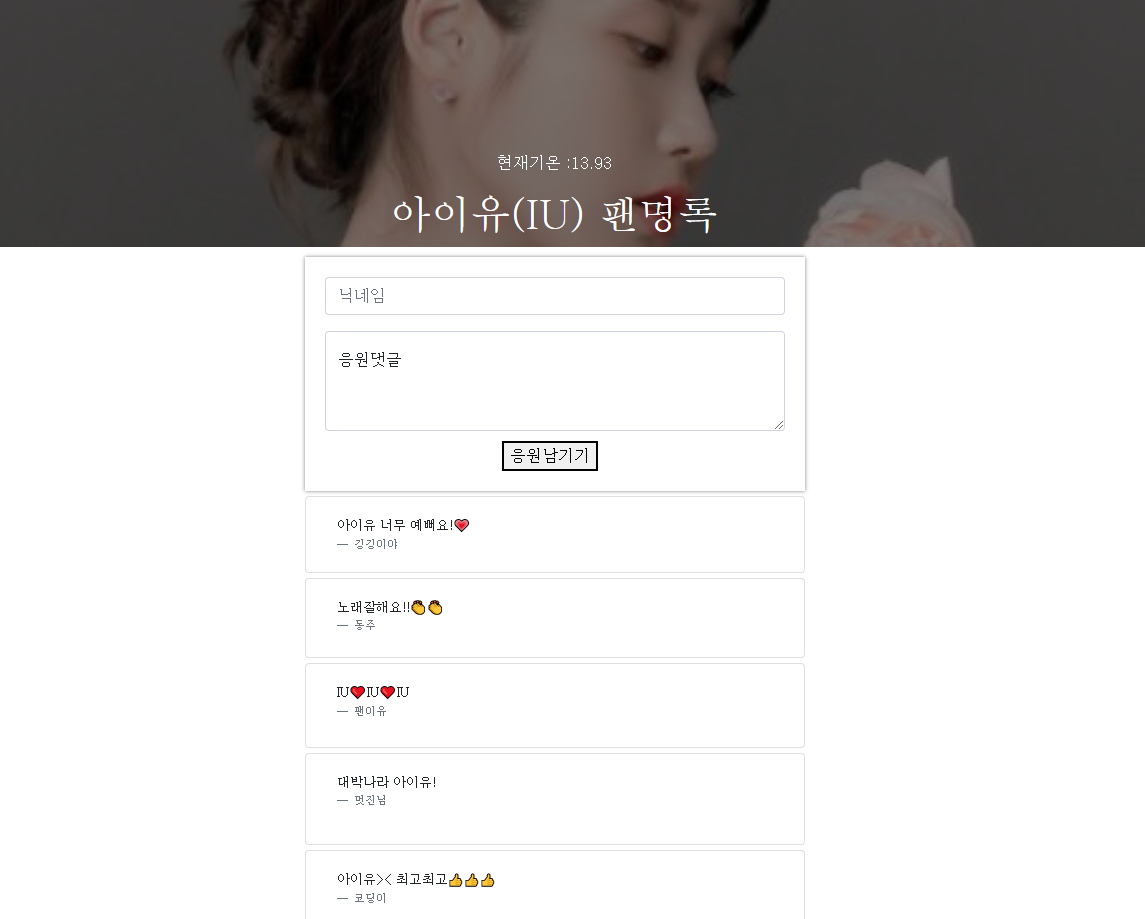 현재기온 :13.93
아이유(IU) 팬명록
닉네임
응원댓글
응원남기기
아이유 너무 예뻐요!💗
— 깅깅이야
노래잘해요!!👏👏
— 동주
IU❤️IU❤️IU
— 팬이유
대박나라 아이유!
— 멋진님
아이유>< 최고최고👍👍👍
— 코딩이